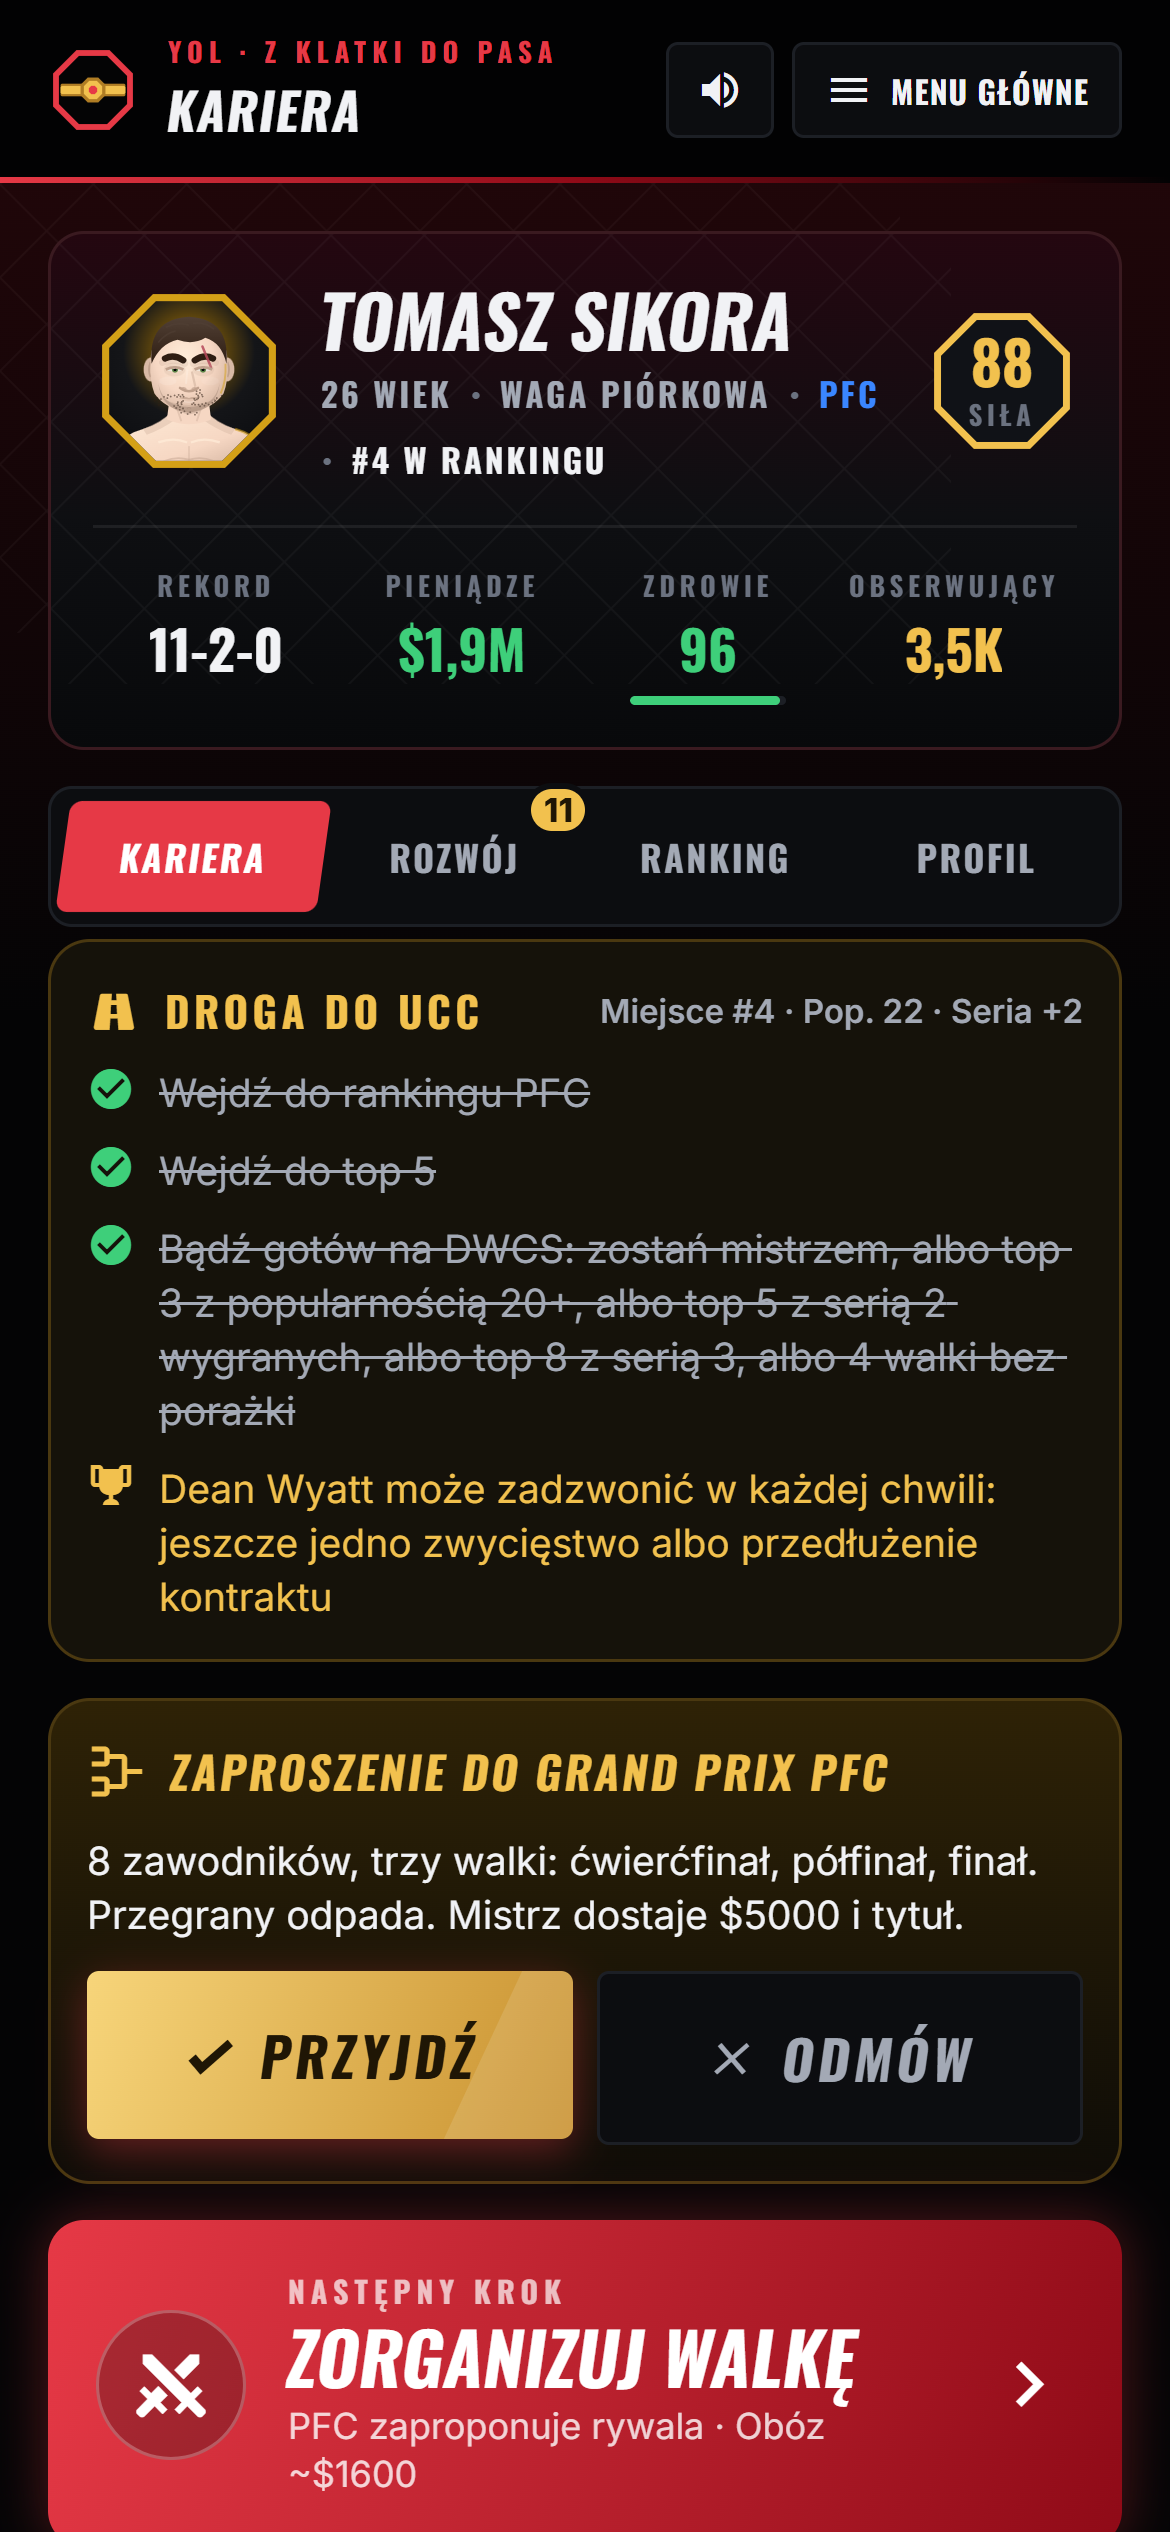 YOL · Z KLATKI DO PASA
KARIERA
MENU GŁÓWNE
TOMASZ SIKORA
26 WIEK · WAGA PIÓRKOWA · PFC
· #4 W RANKINGU
88
SIŁA
REKORD
11-2-0
PIENIĄDZE
$1,9M
ZDROWIE
96
OBSERWUJĄCY
3,5K
KARIERA
ROZWÓJ
11
RANKING
PROFIL
DROGA DO UCC
Miejsce #4 · Pop. 22 · Seria +2
Wejdź do rankingu PFC
Wejdź do top 5
Bądź gotów na DWCS: zostań mistrzem, albo top
3 z popularnością 20+, albo top 5 z serią 2
wygranych, albo top 8 z serią 3, albo 4 walki bez
porażki
Dean Wyatt może zadzwonić w każdej chwili:
jeszcze jedno zwycięstwo albo przedłużenie
kontraktu
ZAPROSZENIE DO GRAND PRIX PFC
8 zawodników, trzy walki: ćwierćfinał, półfinał, finał.
Przegrany odpada. Mistrz dostaje $5000 i tytuł.
PRZYJDŹ
ODMÓW
NASTĘPNY KROK
ZORGANIZUJ WALKĘ
PFC zaproponuje rywala · Obóz
~$1600